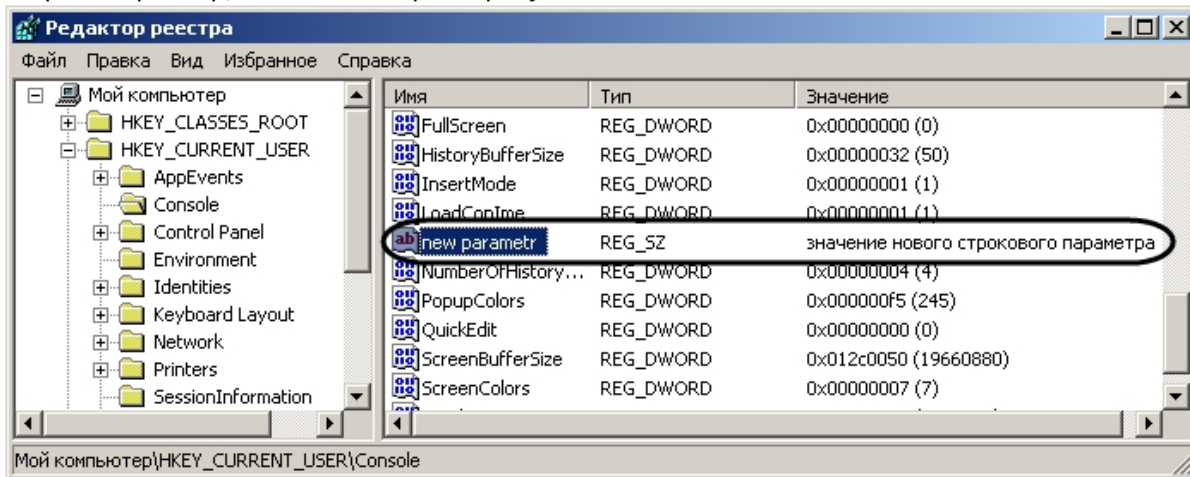 Редактор реестра
Файл Правка Вид Избранное Справка
Мой компьютер
HKEY_CLASSES_ROOT
HKEY_CURRENT_USER
AppEvents
Console
Control Panel
Environment
Identities
Keyboard Layout
Network
Printers
SessionInformation
Имя Тип Значение
FullScreen REG_DWORD 0x00000000 (0)
HistoryBufferSize REG_DWORD 0x00000032 (50)
InsertMode REG_DWORD 0x00000001 (1)
LoadConIme REG_DWORD 0x00000001 (1)
new parametr REG_SZ значение нового строкового параметра
NumberOfHistory... REG_DWORD 0x00000004 (4)
PopupColors REG_DWORD 0x000000f5 (245)
QuickEdit REG_DWORD 0x00000000 (0)
ScreenBufferSize REG_DWORD 0x012c0050 (19660880)
ScreenColors REG_DWORD 0x00000007 (7)
Мой компьютер\HKEY_CURRENT_USER\Console